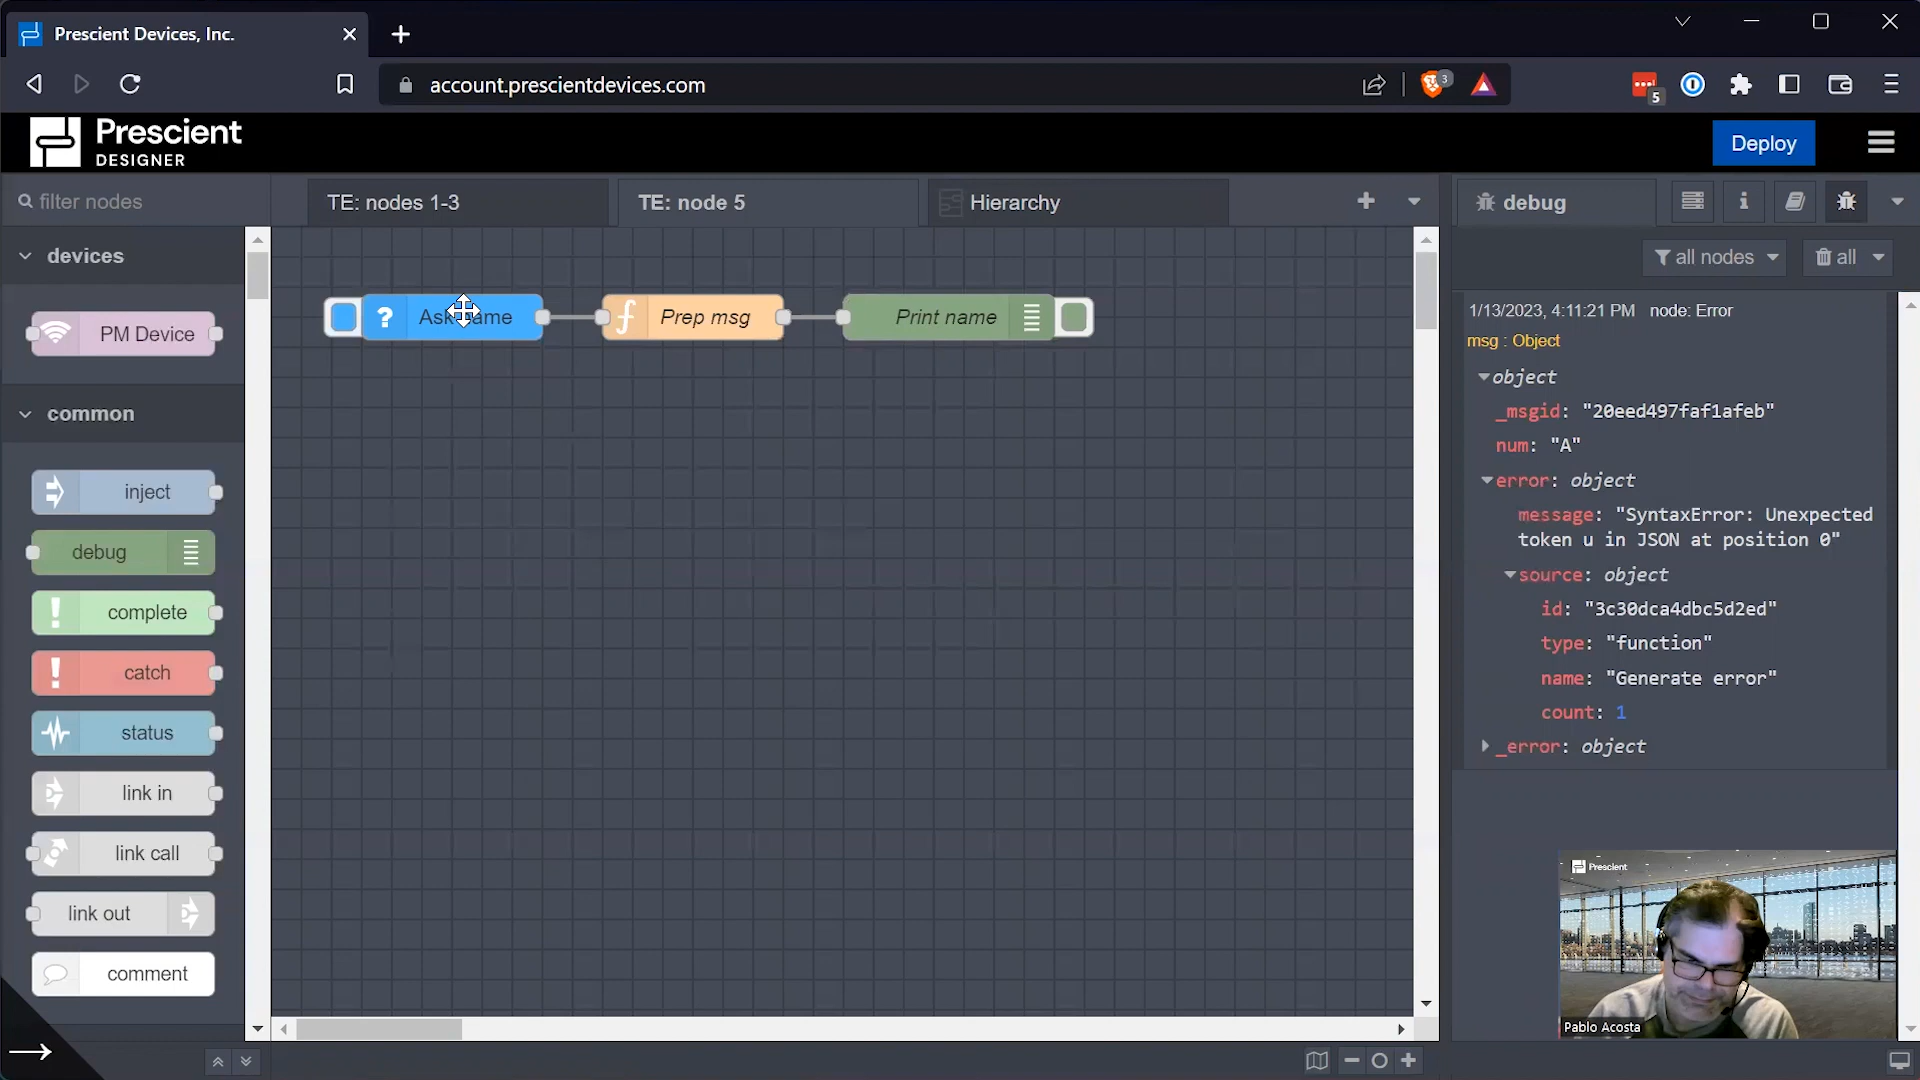 Prescient Devices, Inc.
account.prescientdevices.com
3
5
Prescient
DESIGNER
Deploy
filter nodes
TE: nodes 1-3
TE: node 5
Hierarchy
debug
devices
all nodes
all
PM Device
Ask name
Prep msg
Print name
1/13/2023, 4:11:21 PM node: Error
msg : Object
object
_msgid: "20eed497faf1afeb"
num: "A"
error: object
message: "SyntaxError: Unexpected
token u in JSON at position 0"
source: object
id: "3c30dca4dbc5d2ed"
type: "function"
name: "Generate error"
count: 1
_error: object
common
inject
debug
complete
catch
status
link in
link call
link out
comment
Prescient
Pablo Acosta